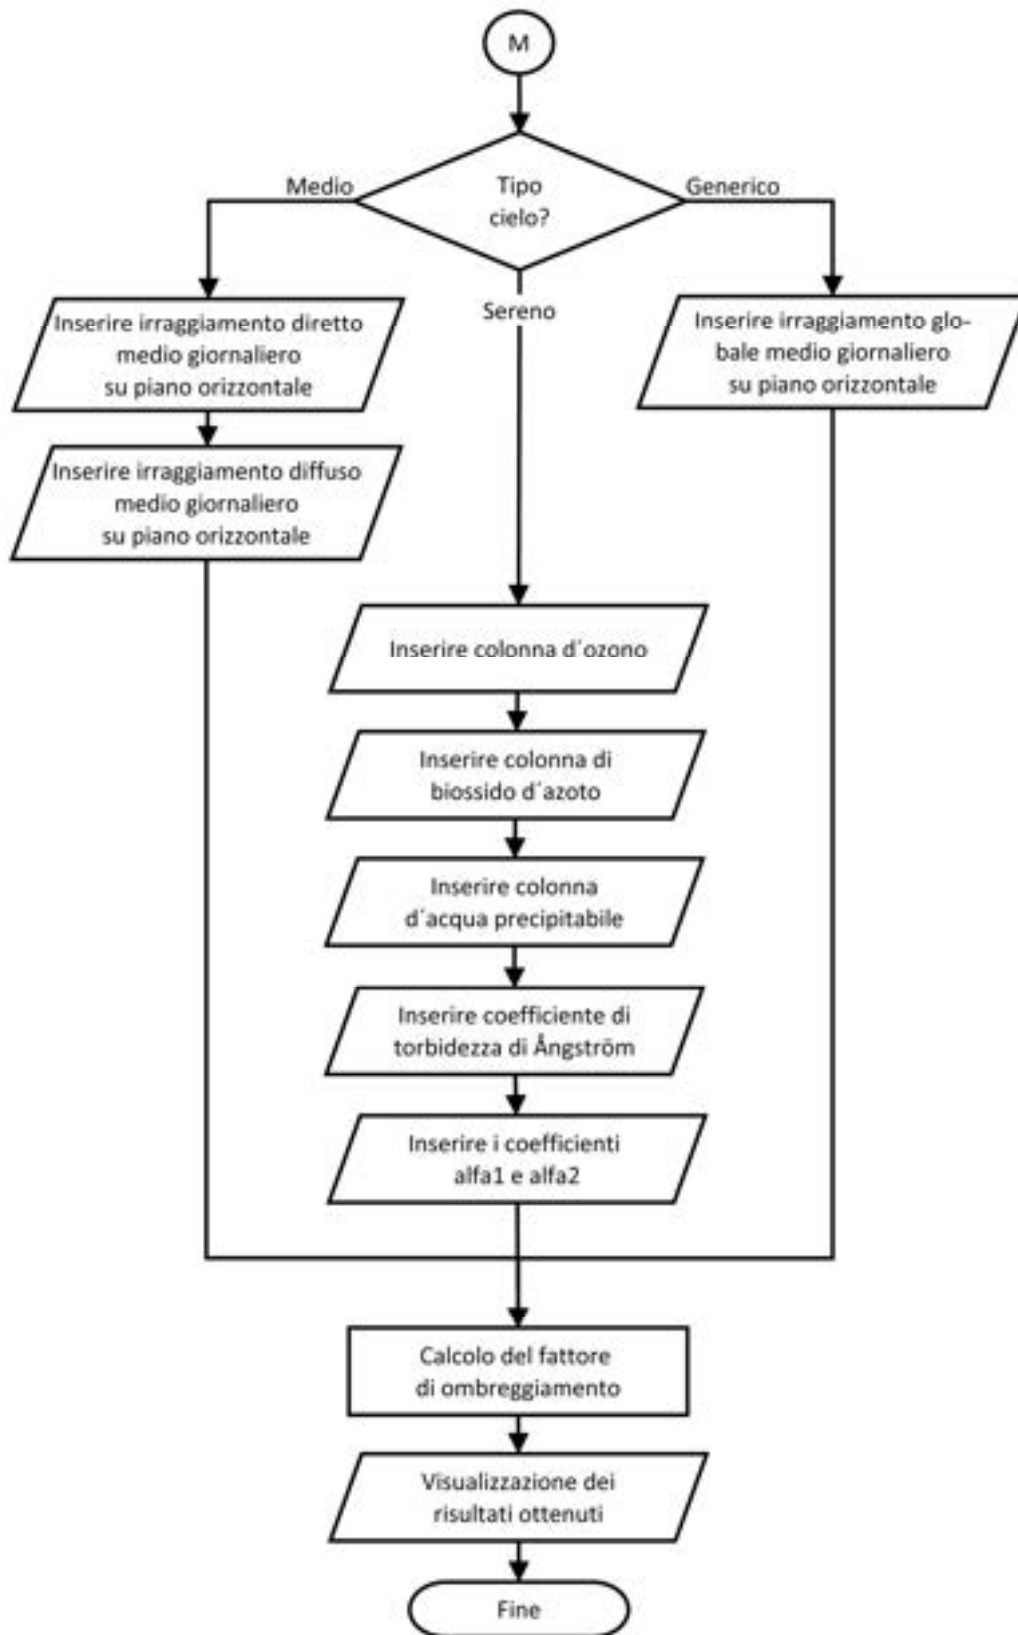 M
Tipo
cielo?
Medio
Generico
Sereno
Inserire irraggiamento diretto
medio giornaliero
su piano orizzontale
Inserire irraggiamento glo-
bale medio giornaliero
su piano orizzontale
Inserire irraggiamento diffuso
medio giornaliero
su piano orizzontale
Inserire colonna d´ozono
Inserire colonna di
biossido d´azoto
Inserire colonna
d´acqua precipitabile
Inserire coefficiente di
torbidezza di Ångström
Inserire i coefficienti
alfa1 e alfa2
Calcolo del fattore
di ombreggiamento
Visualizzazione dei
risultati ottenuti
Fine